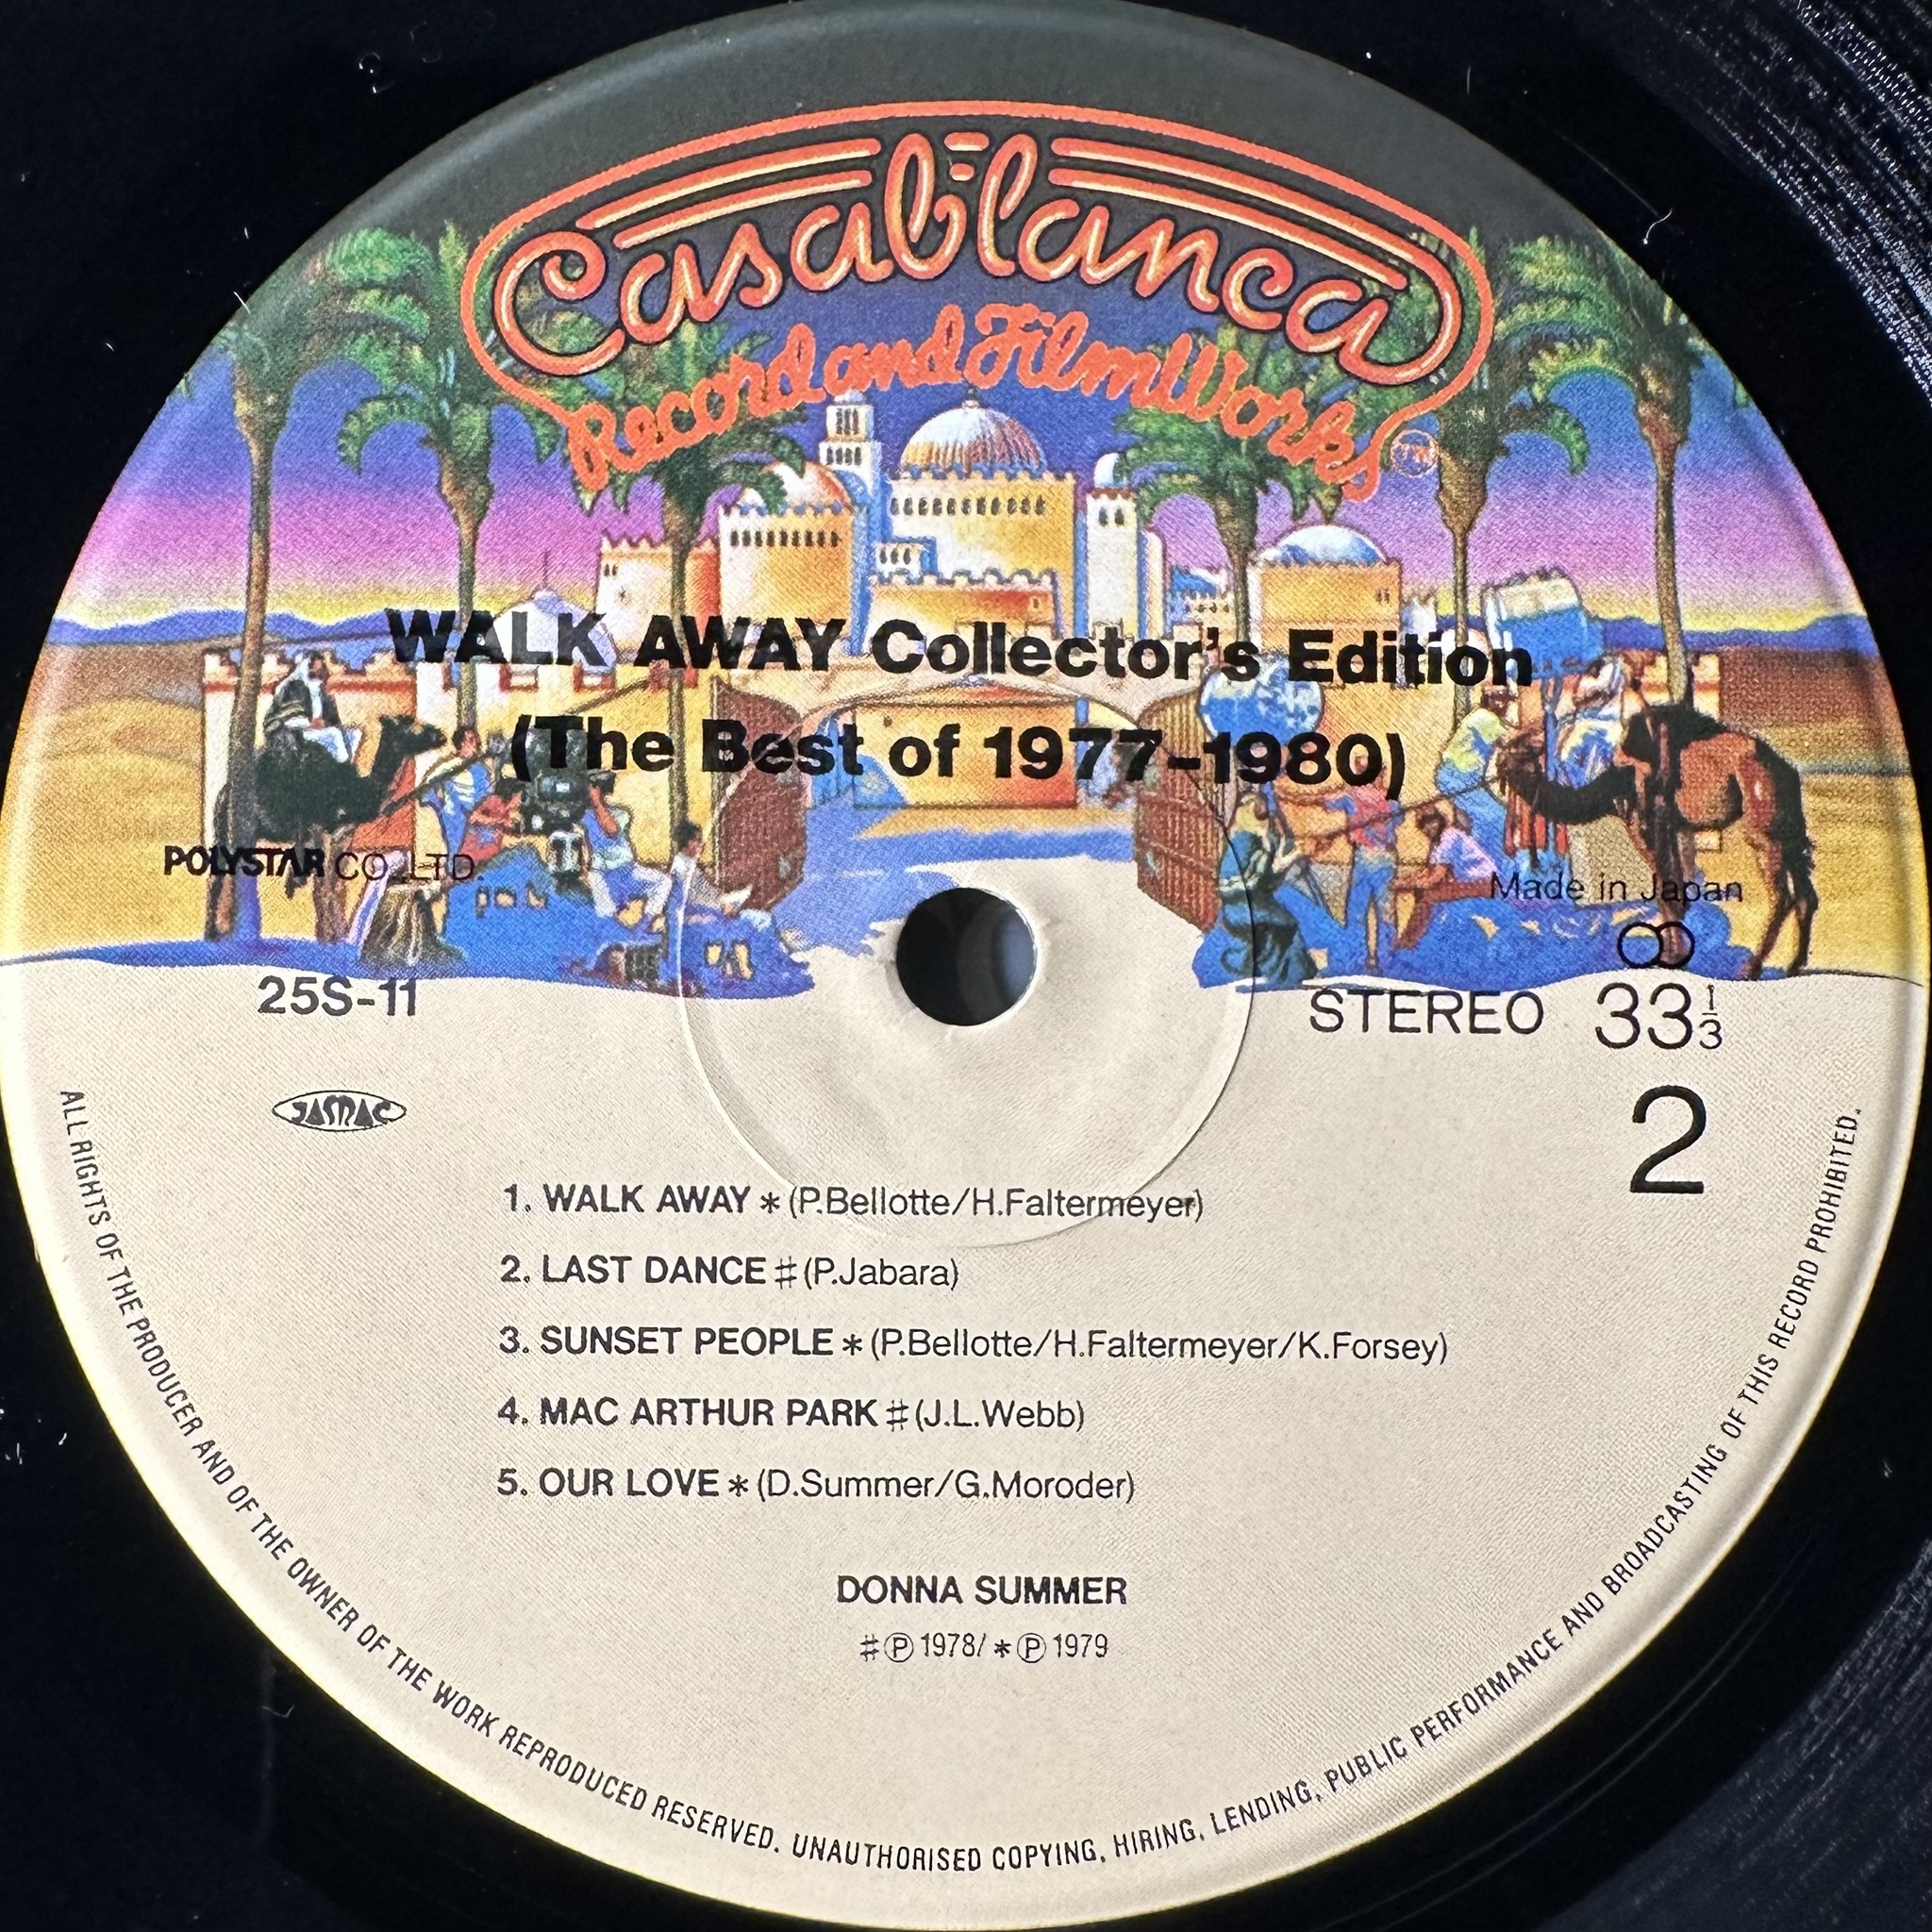 Casablanca
Record and FilmWorks
TM
WALK AWAY Collector's Edition
(The Best of 1977-1980)
POLYSTAR CO.,LTD.
Made in Japan
25S-11
STEREO 33 1/3
JASRAC
2
1. WALK AWAY * (P.Bellotte/H.Faltermeyer)
2. LAST DANCE ♯ (P.Jabara)
3. SUNSET PEOPLE * (P.Bellotte/H.Faltermeyer/K.Forsey)
4. MAC ARTHUR PARK ♯ (J.L.Webb)
5. OUR LOVE * (D.Summer/G.Moroder)
DONNA SUMMER
♯ Ⓟ 1978/ * Ⓟ 1979
ALL RIGHTS OF THE PRODUCER AND OF THE OWNER OF THE WORK REPRODUCED RESERVED. UNAUTHORISED COPYING, HIRING, LENDING, PUBLIC PERFORMANCE AND BROADCASTING OF THIS RECORD PROHIBITED.